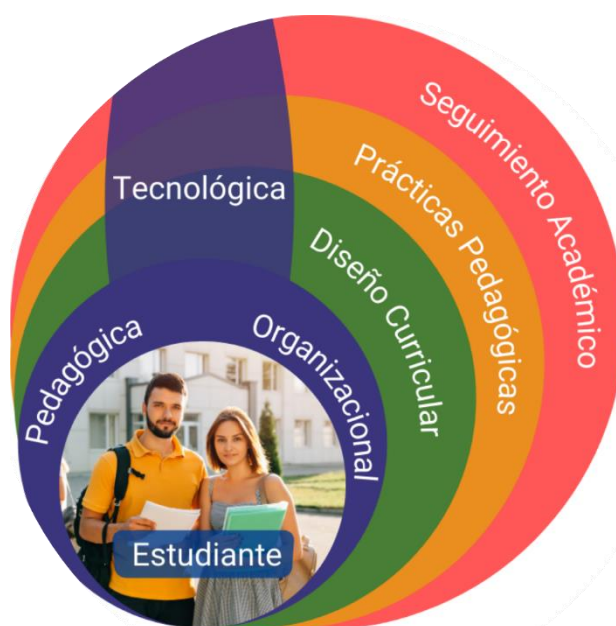 Seguimiento Académico
Prácticas Pedagógicas
Tecnológica
Diseño Curricular
Pedagógica
Organizacional
Estudiante